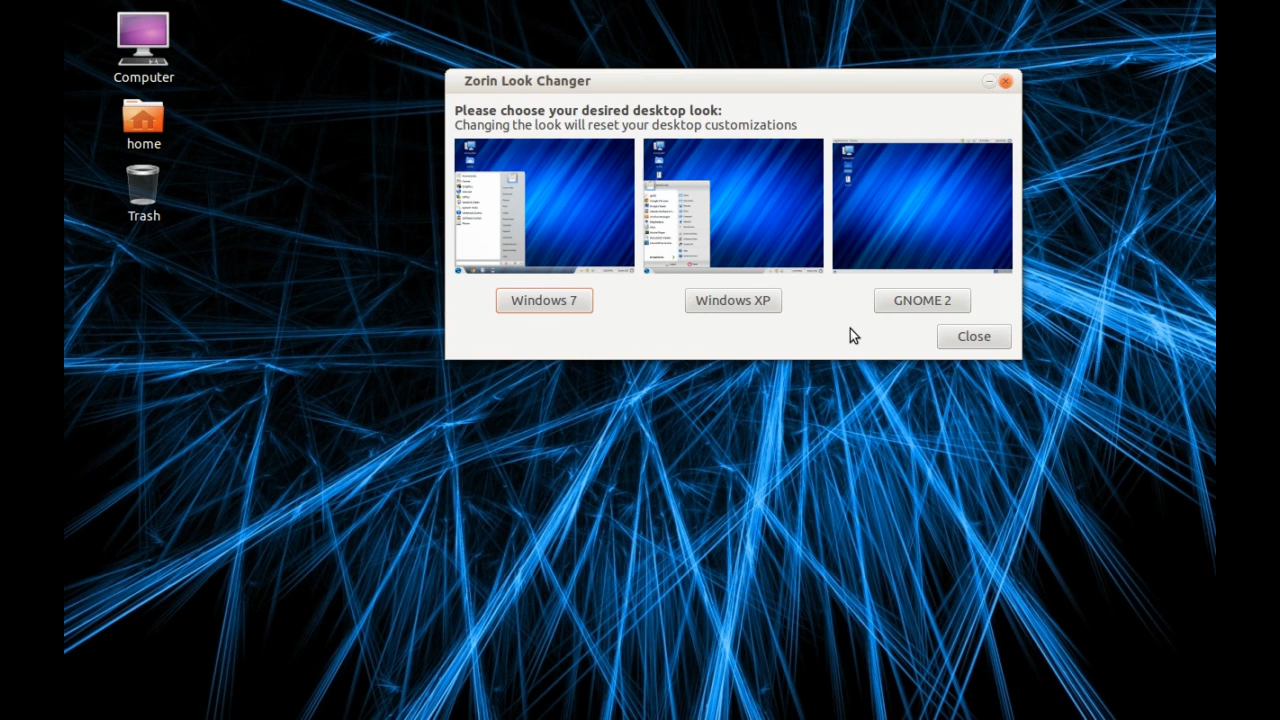 Computer
home
Trash
Zorin Look Changer
Please choose your desired desktop look:
Changing the look will reset your desktop customizations
Windows 7
Windows XP
GNOME 2
Close